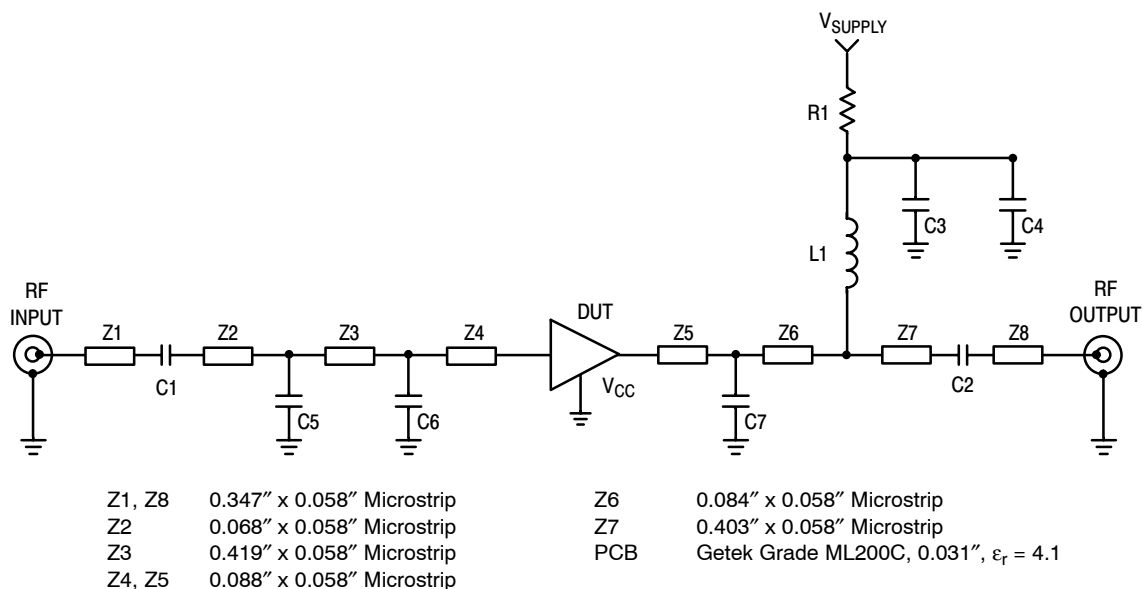 V_SUPPLY
R1
C3
C4
L1
RF
INPUT
RF
OUTPUT
DUT
Z1
Z2
Z3
Z4
Z5
Z6
Z7
Z8
C1
C2
V_CC
C5
C6
C7
Z1, Z8 0.347″ x 0.058″ Microstrip
Z2 0.068″ x 0.058″ Microstrip
Z3 0.419″ x 0.058″ Microstrip
Z4, Z5 0.088″ x 0.058″ Microstrip
Z6 0.084″ x 0.058″ Microstrip
Z7 0.403″ x 0.058″ Microstrip
PCB Getek Grade ML200C, 0.031″, εr = 4.1